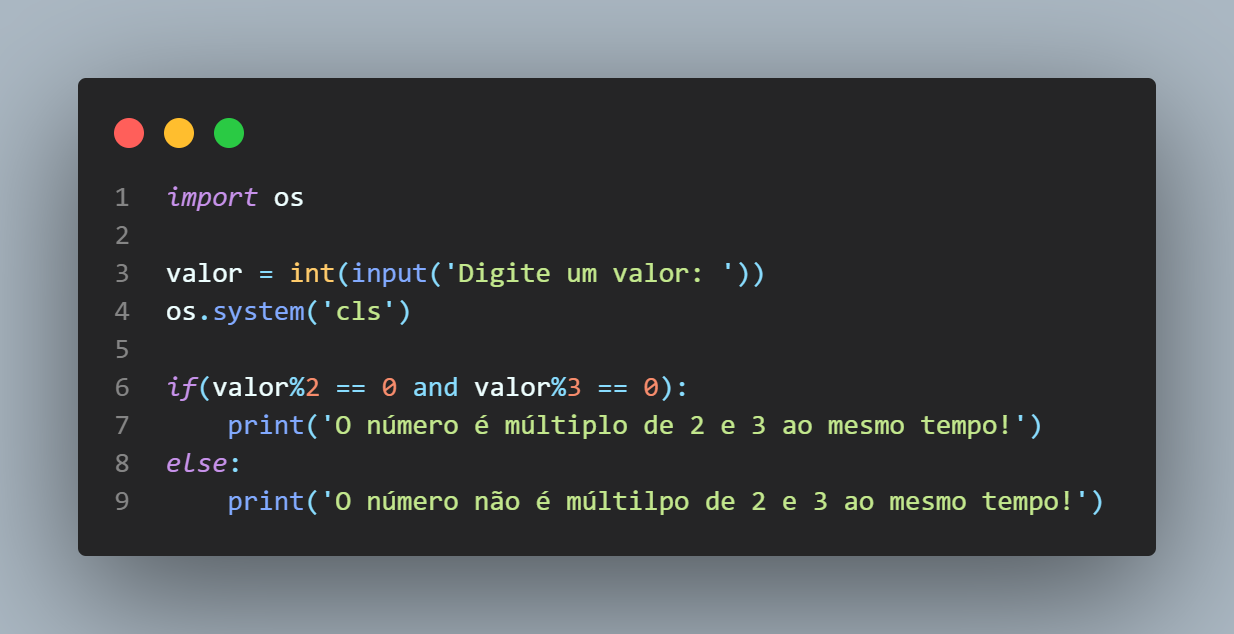 1 import os
2
3 valor = int(input('Digite um valor: '))
4 os.system('cls')
5
6 if(valor%2 == 0 and valor%3 == 0):
7     print('O número é múltiplo de 2 e 3 ao mesmo tempo!')
8 else:
9     print('O número não é múltilpo de 2 e 3 ao mesmo tempo!')